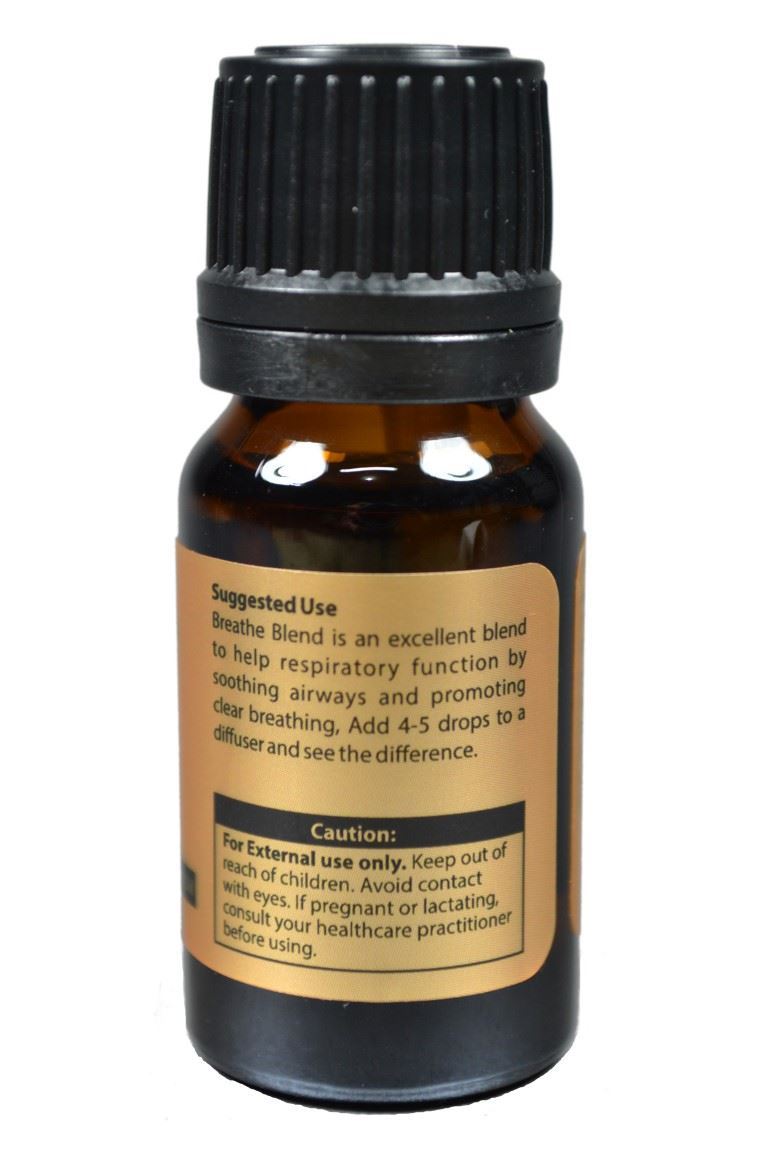 Suggested Use
Breathe Blend is an excellent blend
to help respiratory function by
soothing airways and promoting
clear breathing, Add 4-5 drops to a
diffuser and see the difference.
Caution:
For External use only. Keep out of
reach of children. Avoid contact
with eyes. If pregnant or lactating,
consult your healthcare practitioner
before using.